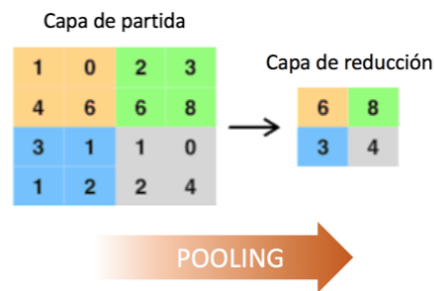 Capa de partida
1 0 2 3
4 6 6 8
3 1 1 0
1 2 2 4
Capa de reducción
6 8
3 4
POOLING